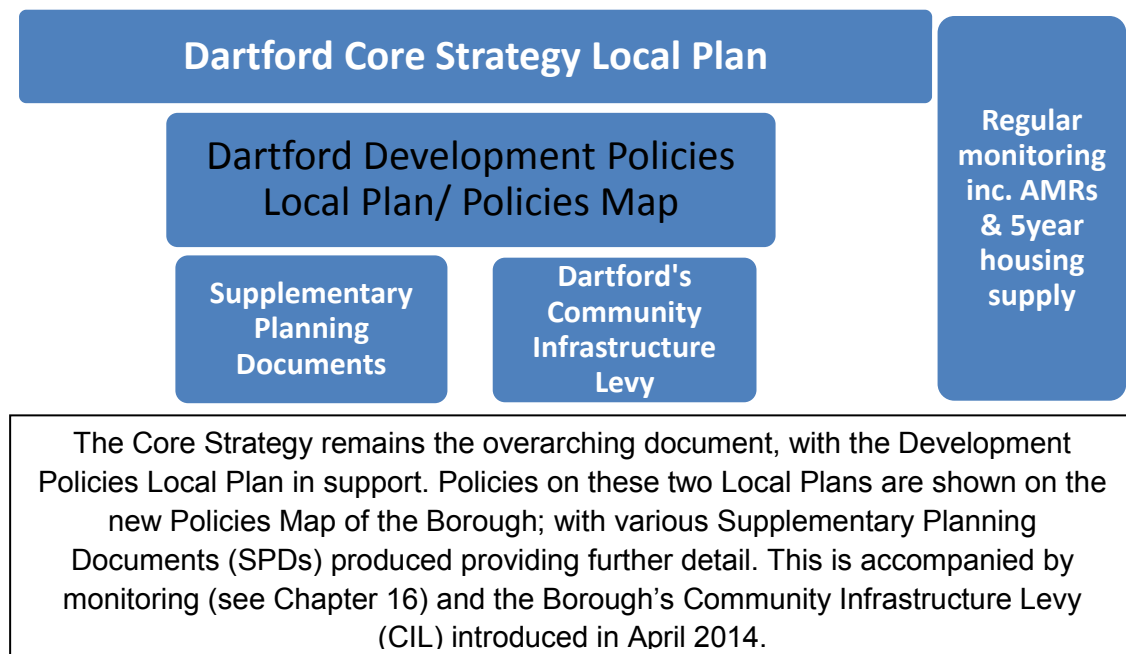 Dartford Core Strategy Local Plan
Dartford Development Policies
Local Plan/ Policies Map
Supplementary
Planning
Documents
Dartford's
Community
Infrastructure
Levy
Regular
monitoring
inc. AMRs
& 5year
housing
supply
The Core Strategy remains the overarching document, with the Development
Policies Local Plan in support. Policies on these two Local Plans are shown on the
new Policies Map of the Borough; with various Supplementary Planning
Documents (SPDs) produced providing further detail. This is accompanied by
monitoring (see Chapter 16) and the Borough’s Community Infrastructure Levy
(CIL) introduced in April 2014.